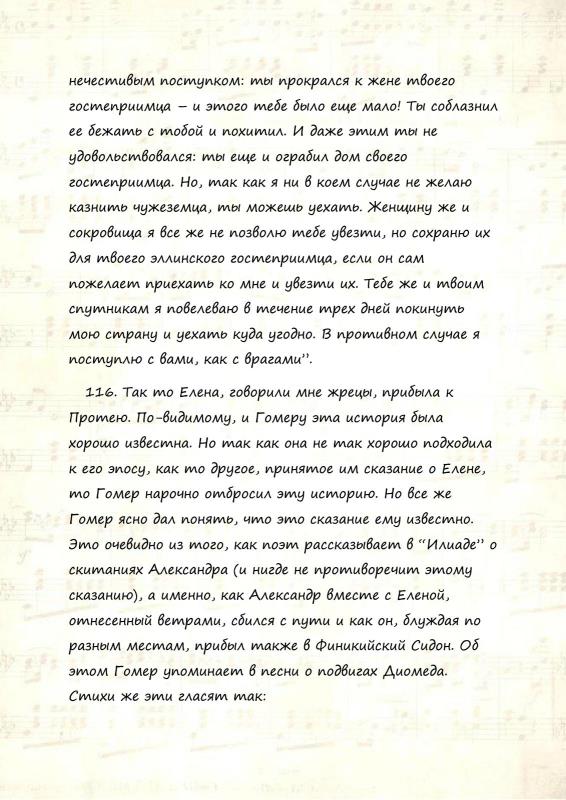 нечестивым поступком: ты прокрался к жене твоего
гостеприимца – и этого тебе было еще мало! Ты соблазнил
ее бежать с тобой и похитил. И даже этим ты не
удовольствовался: ты еще и ограбил дом своего
гостеприимца. Но, так как я ни в коем случае не желаю
казнить чужеземца, ты можешь уехать. Женщину же и
сокровища я все же не позволю тебе увезти, но сохраню их
для твоего эллинского гостеприимца, если он сам
пожелает приехать ко мне и увезти их. Тебе же и твоим
спутникам я повелеваю в течение трех дней покинуть
мою страну и уехать куда угодно. В противном случае я
поступлю с вами, как с врагами”.
116. Так то Елена, говорили мне жрецы, прибыла к
Протею. По-видимому, и Гомеру эта история была
хорошо известна. Но так как она не так хорошо подходила
к его эпосу, как то другое, принятое им сказание о Елене,
то Гомер нарочно отбросил эту историю. Но все же
Гомер ясно дал понять, что это сказание ему известно.
Это очевидно из того, как поэт рассказывает в “Илиаде” о
скитаниях Александра (и нигде не противоречит этому
сказанию), а именно, как Александр вместе с Еленой,
отнесенный ветрами, сбился с пути и как он, блуждая по
разным местам, прибыл также в Финикийский Сидон. Об
этом Гомер упоминает в песни о подвигах Диомеда.
Стихи же эти гласят так: